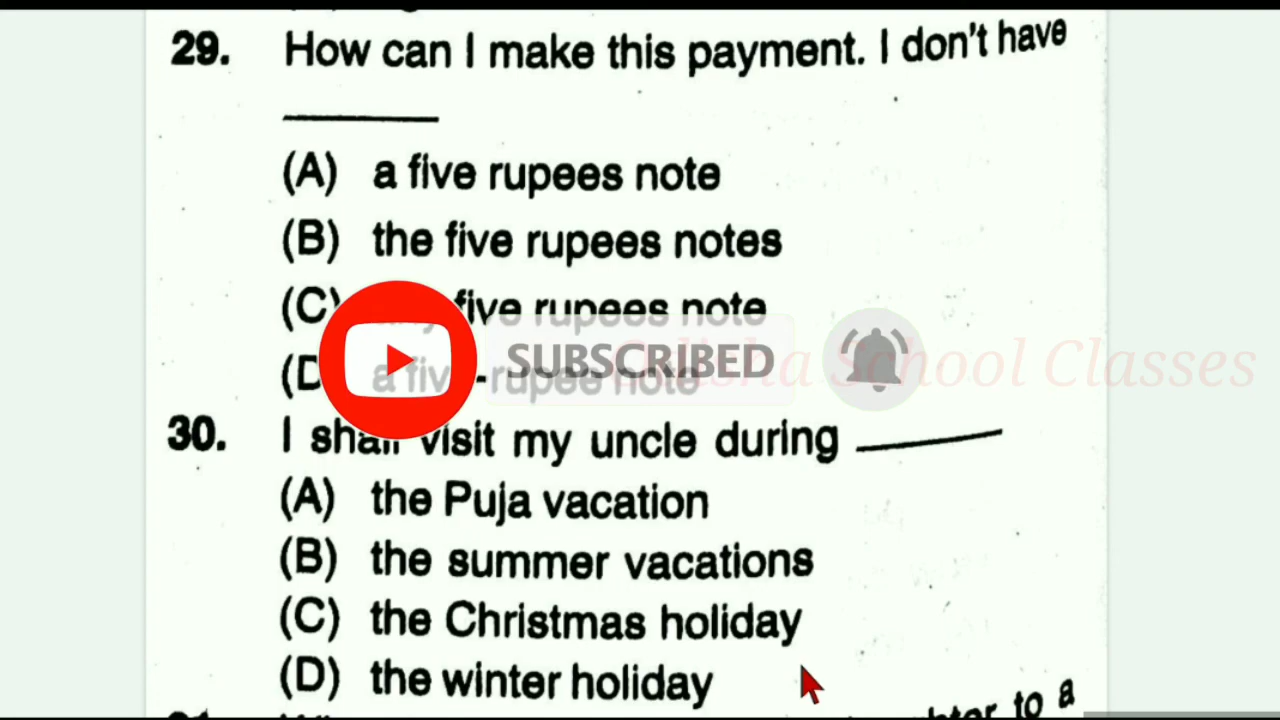 29. How can I make this payment. I don't have
(A) a five rupees note
(B) the five rupees notes
(C) five rupees note
(D a five-rupee note
SUBSCRIBED
School Classes
30. I shall visit my uncle during
(A) the Puja vacation
(B) the summer vacations
(C) the Christmas holiday
(D) the winter holiday
to a